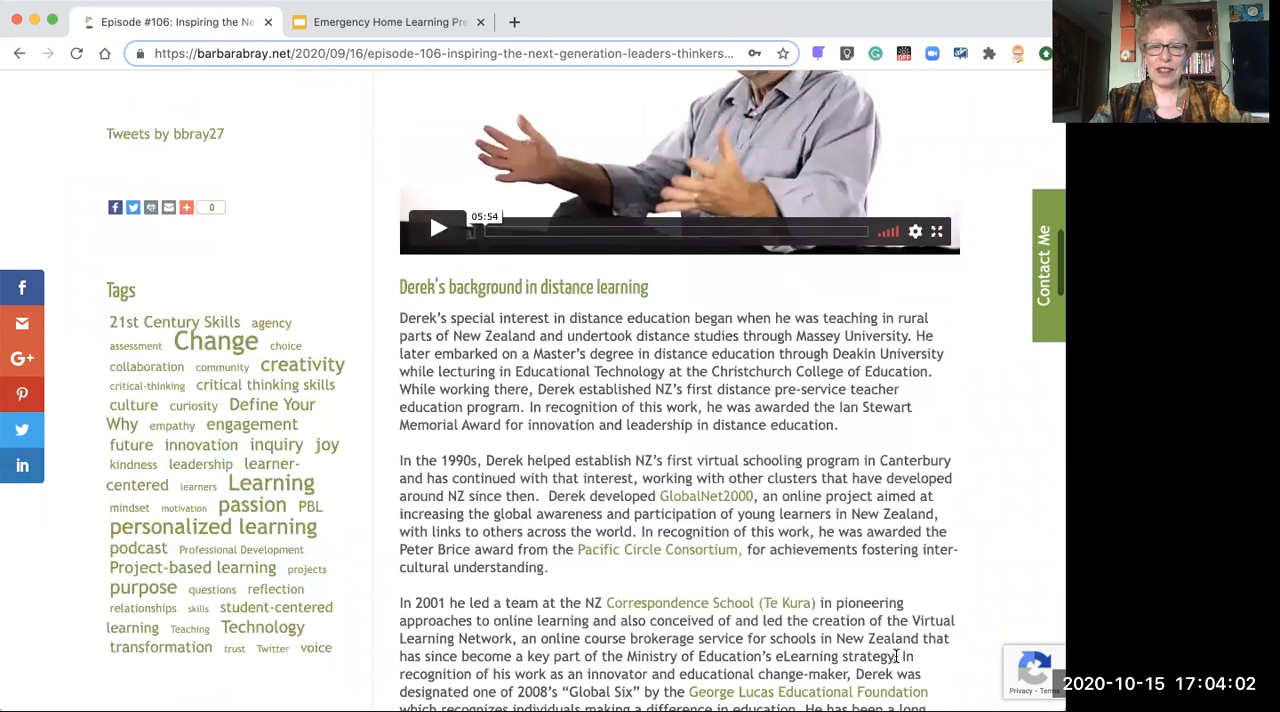 Episode #106: Inspiring the Ne
Emergency Home Learning Pre
https://barbarabray.net/2020/09/16/episode-106-inspiring-the-next-generation-leaders-thinkers...
OFF
Tweets by bbray27
0
05:54
Contact Me
Tags
21st Century Skills agency
assessment Change choice
collaboration community creativity
critical-thinking critical thinking skills
culture curiosity Define Your
Why empathy engagement
future innovation inquiry joy
kindness leadership learner-
centered learners Learning
mindset motivation passion PBL
personalized learning
podcast Professional Development
Project-based learning projects
purpose questions reflection
relationships skills student-centered
learning Teaching Technology
transformation trust Twitter voice
Derek's background in distance learning
Derek's special interest in distance education began when he was teaching in rural
parts of New Zealand and undertook distance studies through Massey University. He
later embarked on a Master's degree in distance education through Deakin University
while lecturing in Educational Technology at the Christchurch College of Education.
While working there, Derek established NZ's first distance pre-service teacher
education program. In recognition of this work, he was awarded the Ian Stewart
Memorial Award for innovation and leadership in distance education.
In the 1990s, Derek helped establish NZ's first virtual schooling program in Canterbury
and has continued with that interest, working with other clusters that have developed
around NZ since then. Derek developed GlobalNet2000, an online project aimed at
increasing the global awareness and participation of young learners in New Zealand,
with links to others across the world. In recognition of this work, he was awarded the
Peter Brice award from the Pacific Circle Consortium, for achievements fostering inter-
cultural understanding.
In 2001 he led a team at the NZ Correspondence School (Te Kura) in pioneering
approaches to online learning and also conceived of and led the creation of the Virtual
Learning Network, an online course brokerage service for schools in New Zealand that
has since become a key part of the Ministry of Education's eLearning strategy. In
recognition of his work as an innovator and educational change-maker, Derek was
designated one of 2008's “Global Six” by the George Lucas Educational Foundation
which recognizes individuals making a difference in education. He has been a long
Privacy - Terms
2020-10-15 17:04:02